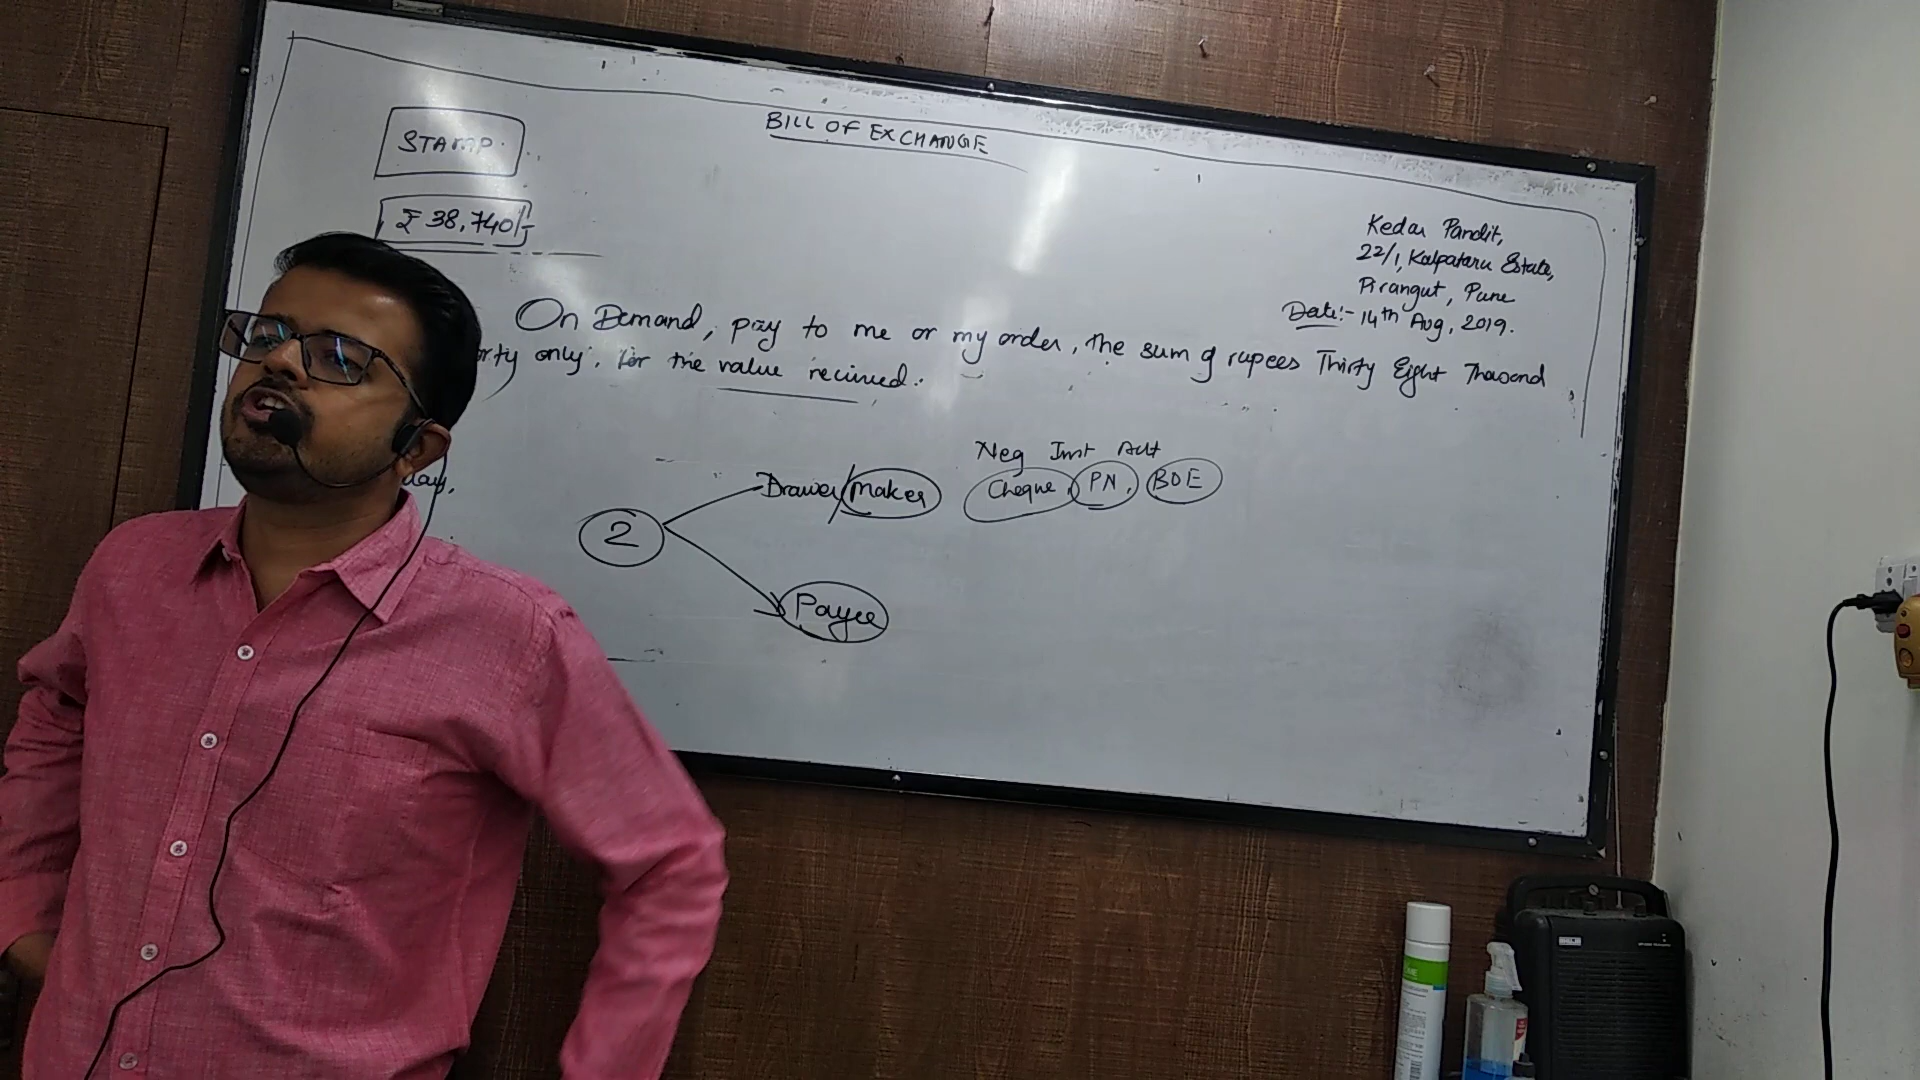 BILL OF EXCHANGE
STAMP
₹ 38,740/-
Kedar Pandit,
22/1, Kalpataru Estate,
Pirangut, Pune
Date:- 14th Aug, 2019.
On Demand, pay to me or my order, the sum of rupees Thirty Eight Thousand
only, for the value recieved.
Neg Inst Act
Drawer/Maker
Cheque, PN, BOE
2
Payee